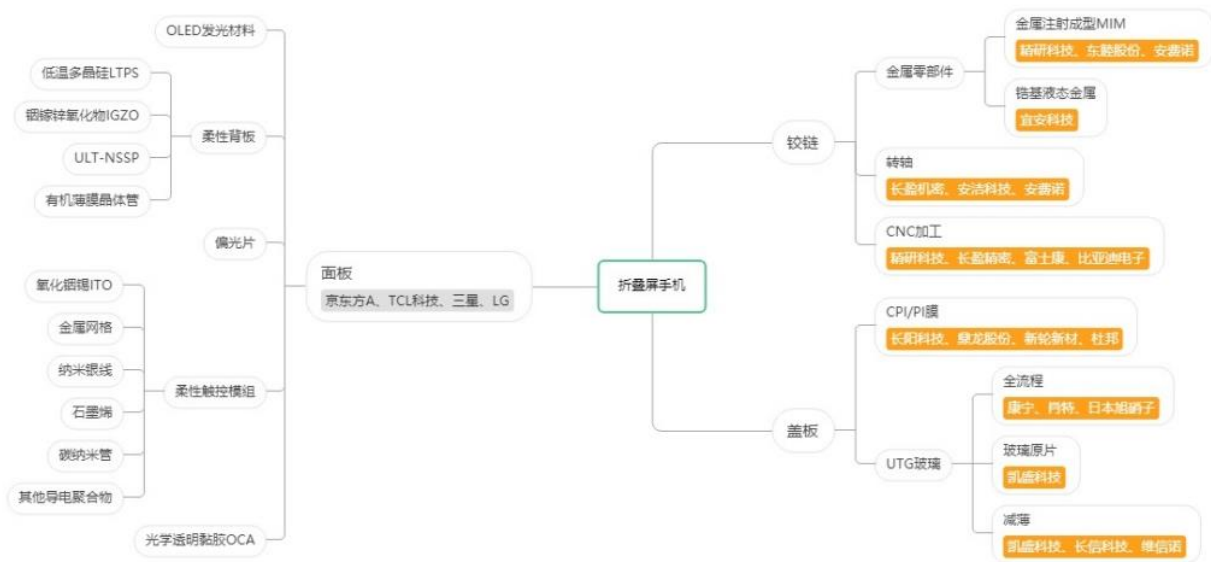 OLED发光材料
低温多晶硅LTPS
铟镓锌氧化物IGZO
ULT-NSSP
有机薄膜晶体管
柔性背板
偏光片
氧化铟锡ITO
金属网格
纳米银线
石墨烯
碳纳米管
其他导电聚合物
柔性触控模组
光学透明黏胶OCA
面板
京东方A、TCL科技、三星、LG
折叠屏手机
铰链
金属零部件
金属注射成型MIM
精研科技、东睦股份、安费诺
锆基液态金属
宜安科技
转轴
长盈机密、安洁科技、安费诺
CNC加工
精研科技、长盈精密、富士康、比亚迪电子
盖板
CPI/PI膜
长阳科技、鼎龙股份、新轮新材、杜邦
UTG玻璃
全流程
康宁、肖特、日本旭硝子
玻璃原片
凯盛科技
减薄
凯盛科技、长信科技、维信诺